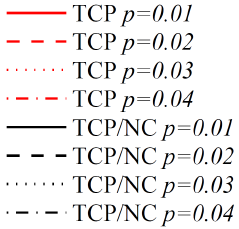 TCP p=0.01
TCP p=0.02
TCP p=0.03
TCP p=0.04
TCP/NC p=0.01
TCP/NC p=0.02
TCP/NC p=0.03
TCP/NC p=0.04